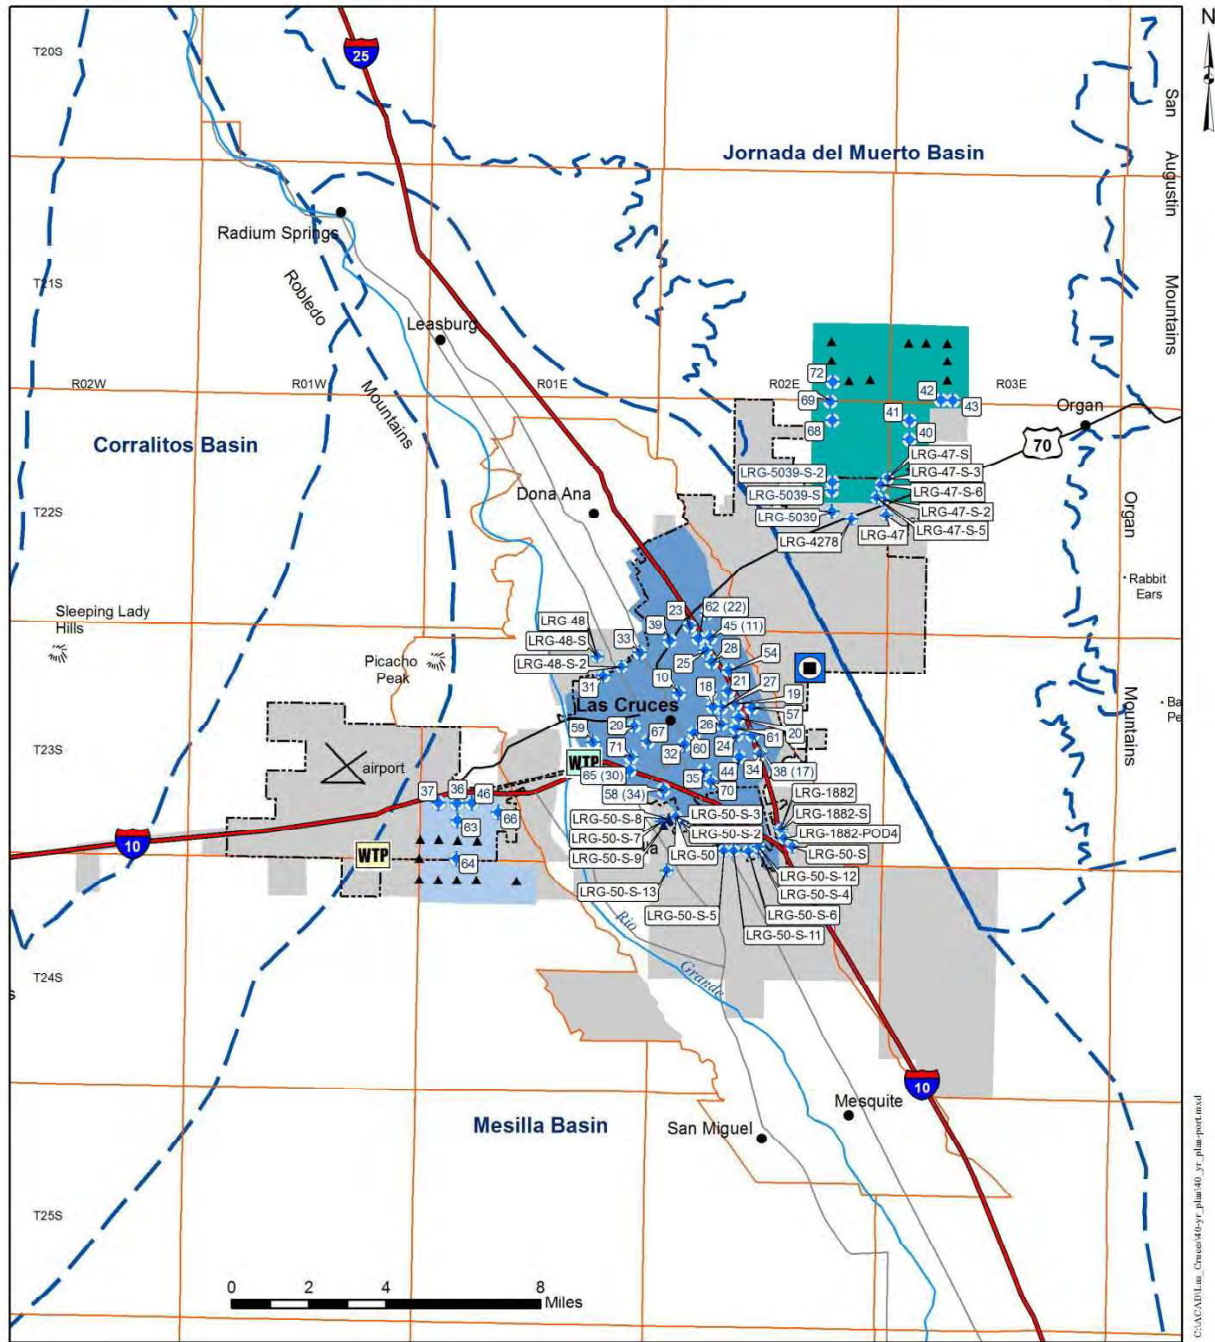 N
T20S
25
San
Augustin
Mountains
Jornada del Muerto Basin
Radium Springs
T21S
Robledo
Mountains
Leasburg
R02W
R01W
R01E
R02E
R03E
72
42
69
43
Organ
41
68
40
70
Corralitos Basin
LRG-47-S
LRG-5039-S-2
LRG-47-S-3
Dona Ana
LRG-47-S-6
LRG-5039-S
T22S
LRG-47-S-2
LRG-5039
LRG-47-S-5
LRG-4278
LRG-47
Organ
Mountains
Rabbit
Ears
Sleeping Lady
Hills
23
62 (22)
LRG-48
39
45 (11)
LRG-48-S
33
28
Picacho
Peak
LRG-48-S-2
25
54
31
10
21
27
18
19
Las Cruces
57
29
26
20
59
67
61
T23S
71
32
60
24
WTP
airport
65 (30)
44
34
38 (17)
35
37
36
46
58 (34)
70
LRG-1882
66
LRG-50-S-8
LRG-50-S-3
LRG-1882-S
63
LRG-50-S-7
LRG-50-S-2
LRG-1882-POD4
10
WTP
64
LRG-50-S-9
LRG-50
LRG-50-S
LRG-50-S-12
LRG-50-S-13
LRG-50-S-4
LRG-50-S-5
LRG-50-S-6
LRG-50-S-11
Rio
Grande
T24S
10
Mesquite
Mesilla Basin
San Miguel
T25S
0 2 4 8
Miles
C:\ACAD\Las_Cruces\40-yr_plan\40_yr_plan-port.mxd